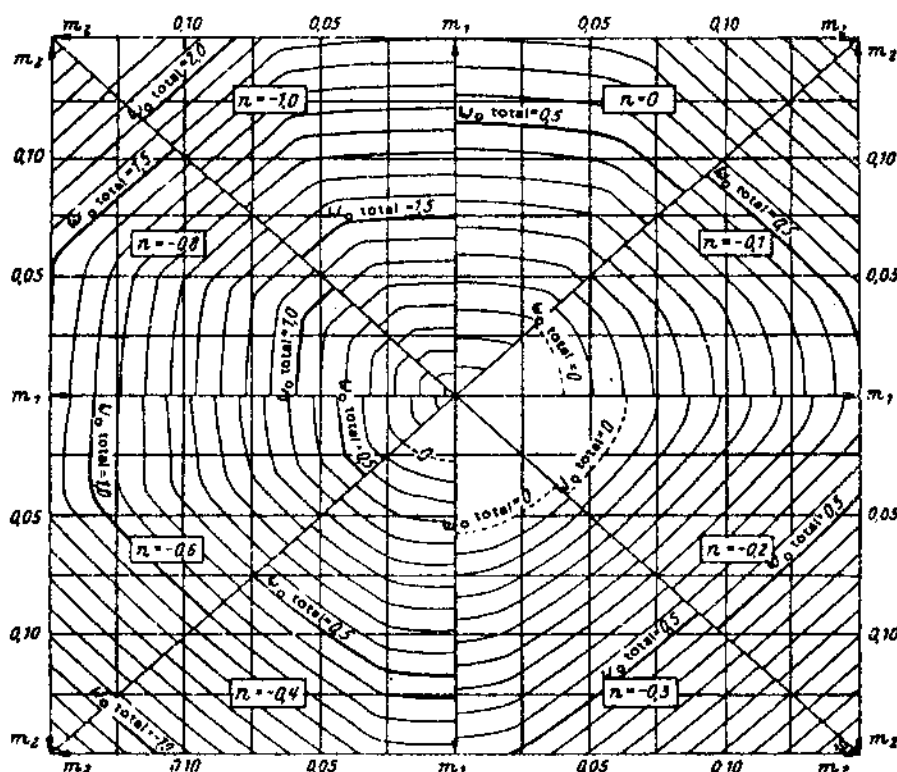 m₂ 0,10 0,05 m₁ 0,05 0,10 m₂
m₂ m₂
ω₀ total=2,0
n=-1,0 n=0
ω₀ total=0,5
0,10 0,10
ω₀ total=1,5 ω₀ total=0,5
ω₀ total=1,5
n=-0,8 n=-0,1
0,05 0,05
ω₀ total=1,0 ω₀ total=0
m₁ m₁
ω₀ total=1,0 ω₀ total=0,5 0 ω₀ total=0
0,05 ω₀ total=0 0,05
n=-0,6 n=-0,2
ω₀ total=0,5
ω₀ total=0,5
0,10 ω₀ total=0,5 0,10
n=-0,4 n=-0,3
m₂ m₂
m₂ 0,10 0,05 m₁ 0,05 0,10 m₂